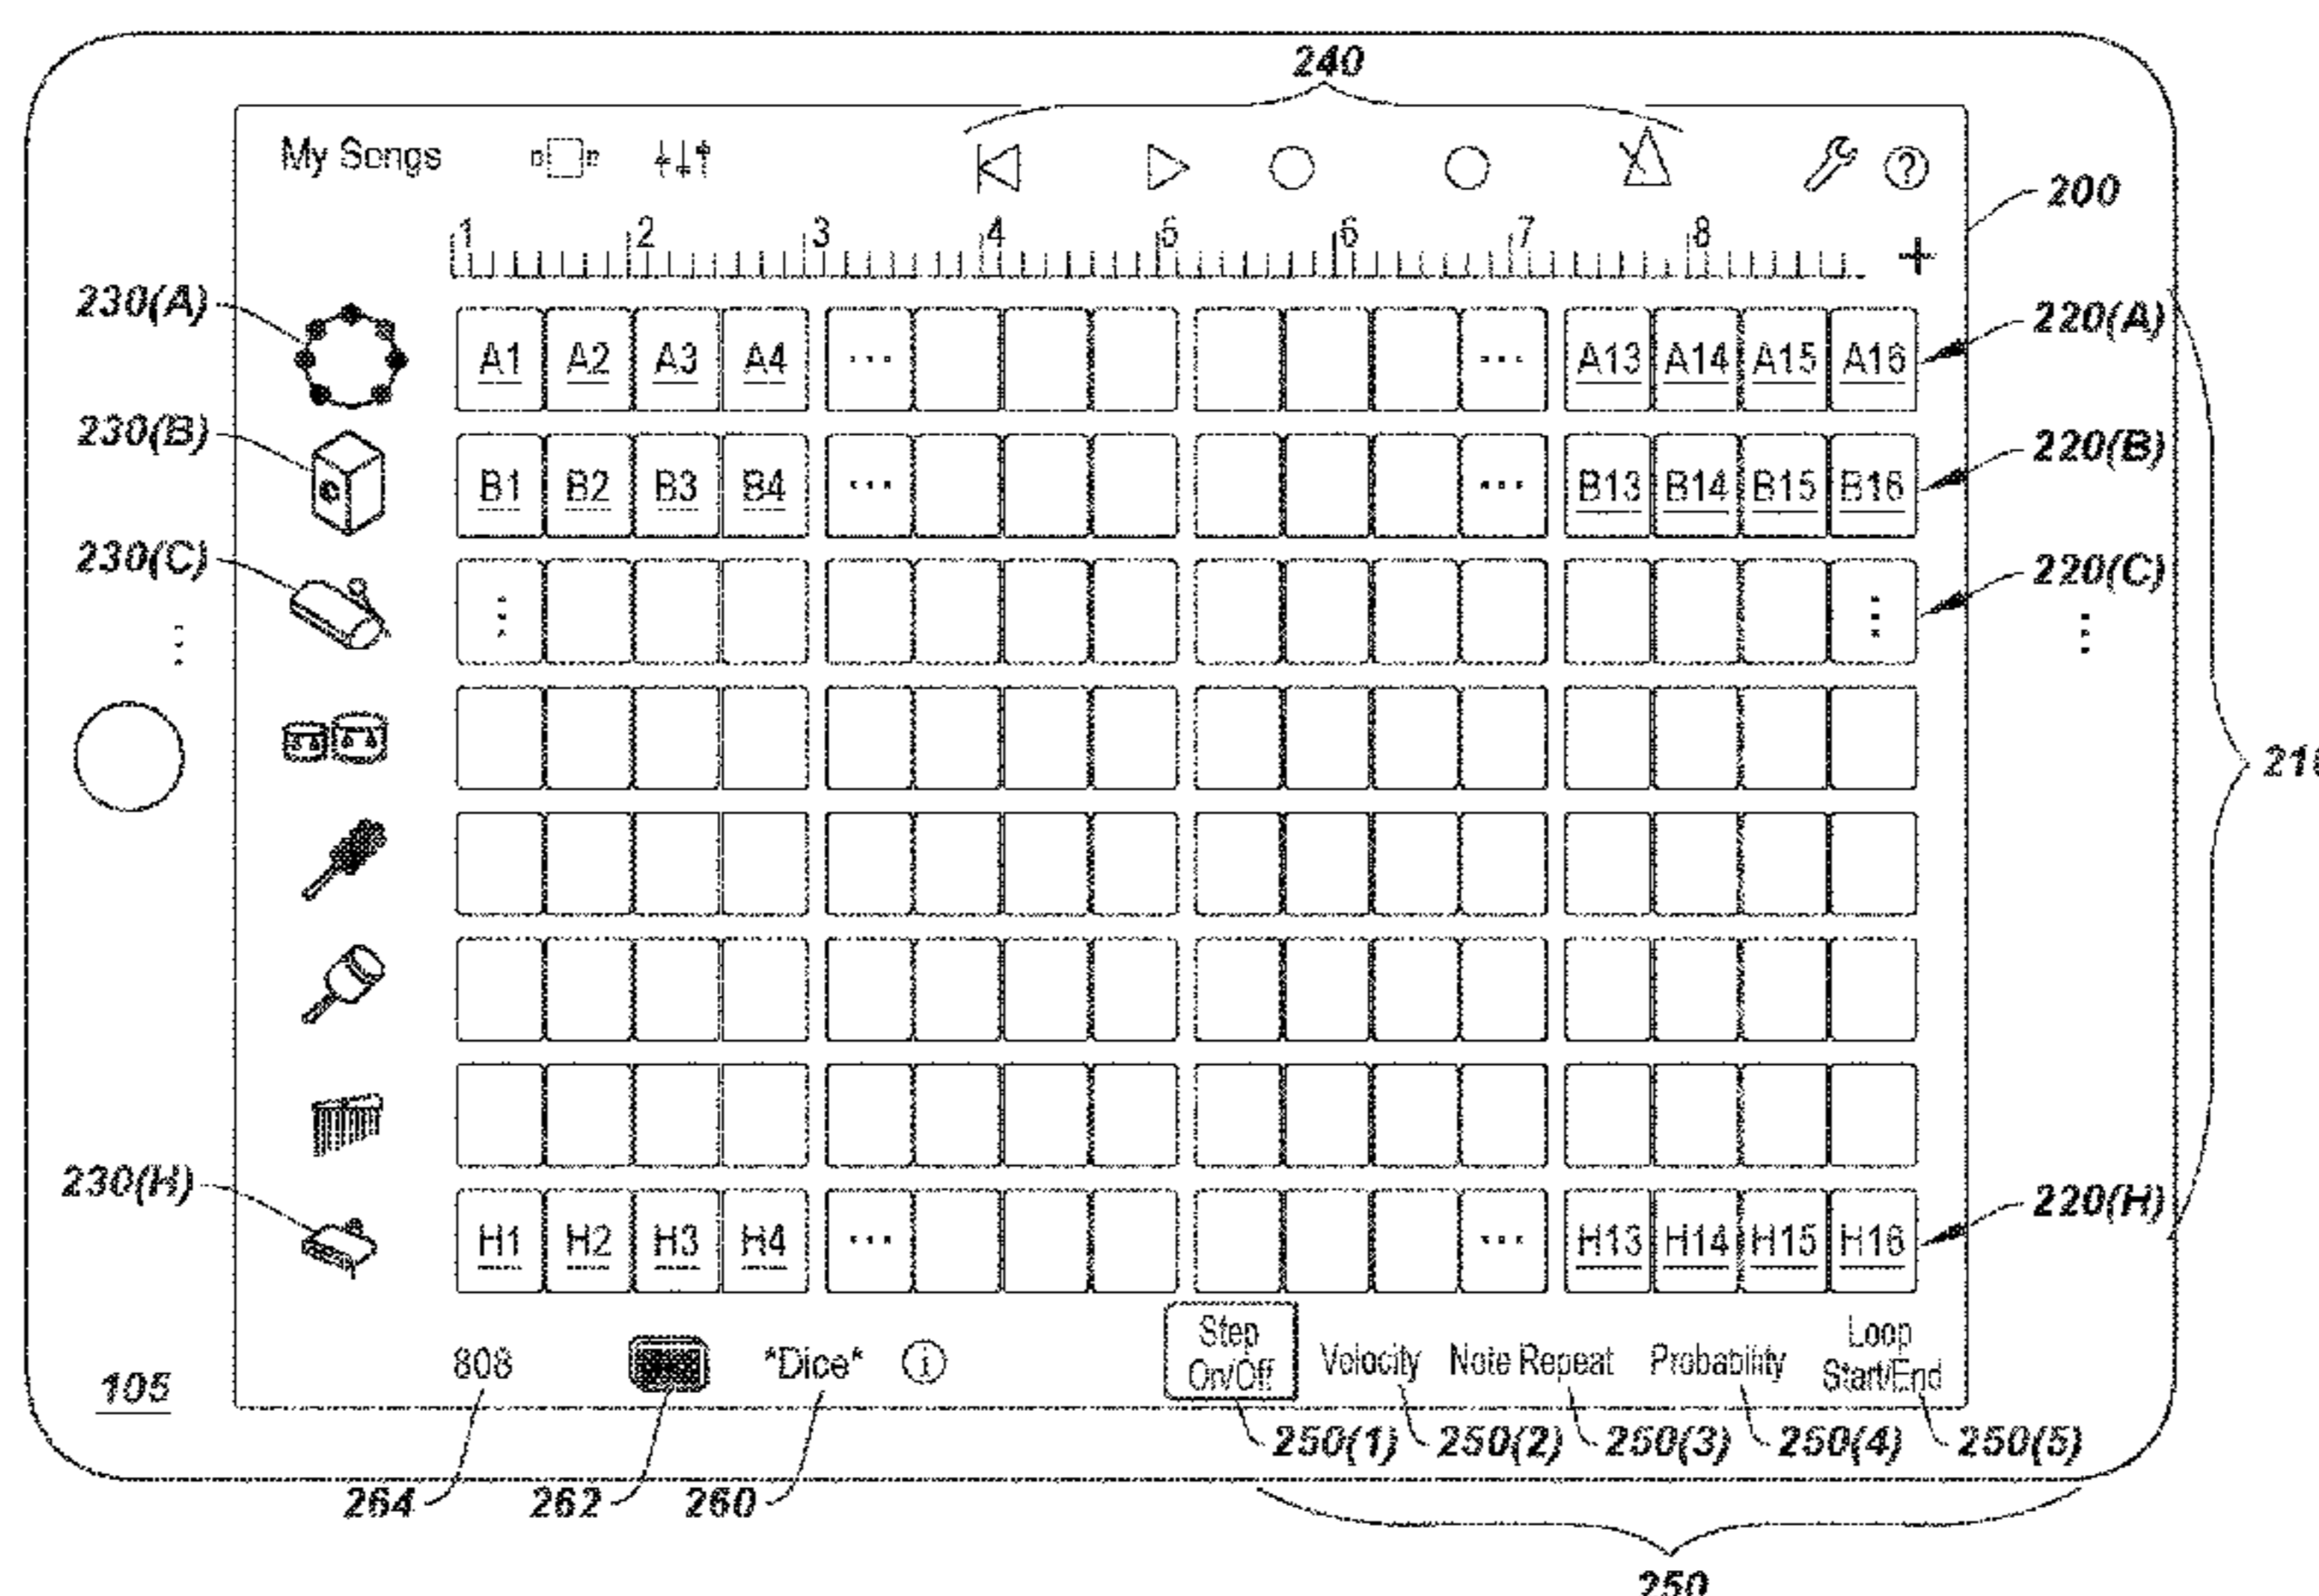 240
My Songs ?
200
1 2 3 4 5 6 7 8 +
230(A) A1 A2 A3 A4 ... ... A13 A14 A15 A16 220(A)
230(B) B1 B2 B3 B4 ... ... B13 B14 B15 B16 220(B)
230(C) 220(C)
210
230(H) H1 H2 H3 H4 ... ... H13 H14 H15 H16 220(H)
105 808 *Dice* i Step On/Off Velocity Note Repeat Probability Loop Start/End
250(1) 250(2) 250(3) 250(4) 250(5)
264 262 260
250